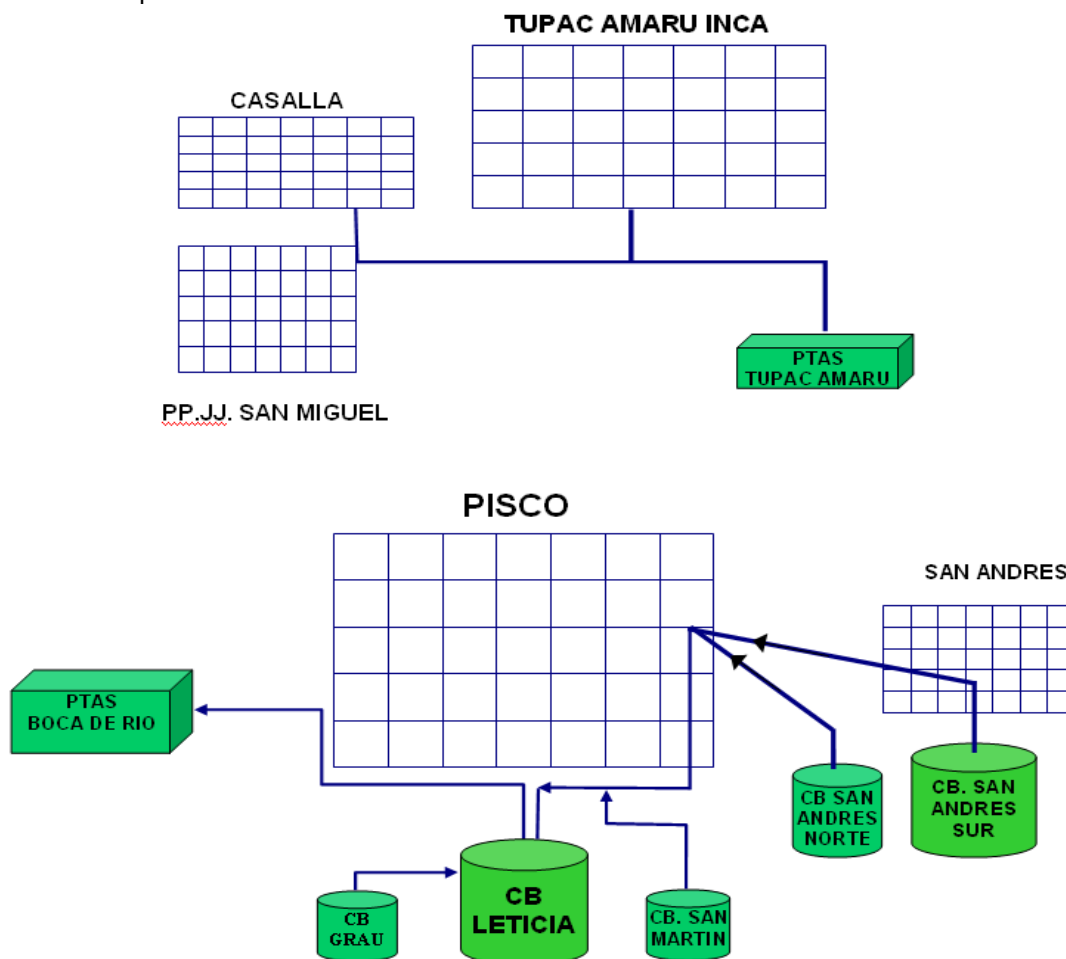 TUPAC AMARU INCA
CASALLA
PTAS
TUPAC AMARU
PP.JJ. SAN MIGUEL
PISCO
SAN ANDRES
PTAS
BOCA DE RIO
CB SAN
ANDRES
NORTE
CB. SAN
ANDRES
SUR
CB
GRAU
CB
LETICIA
CB. SAN
MARTIN